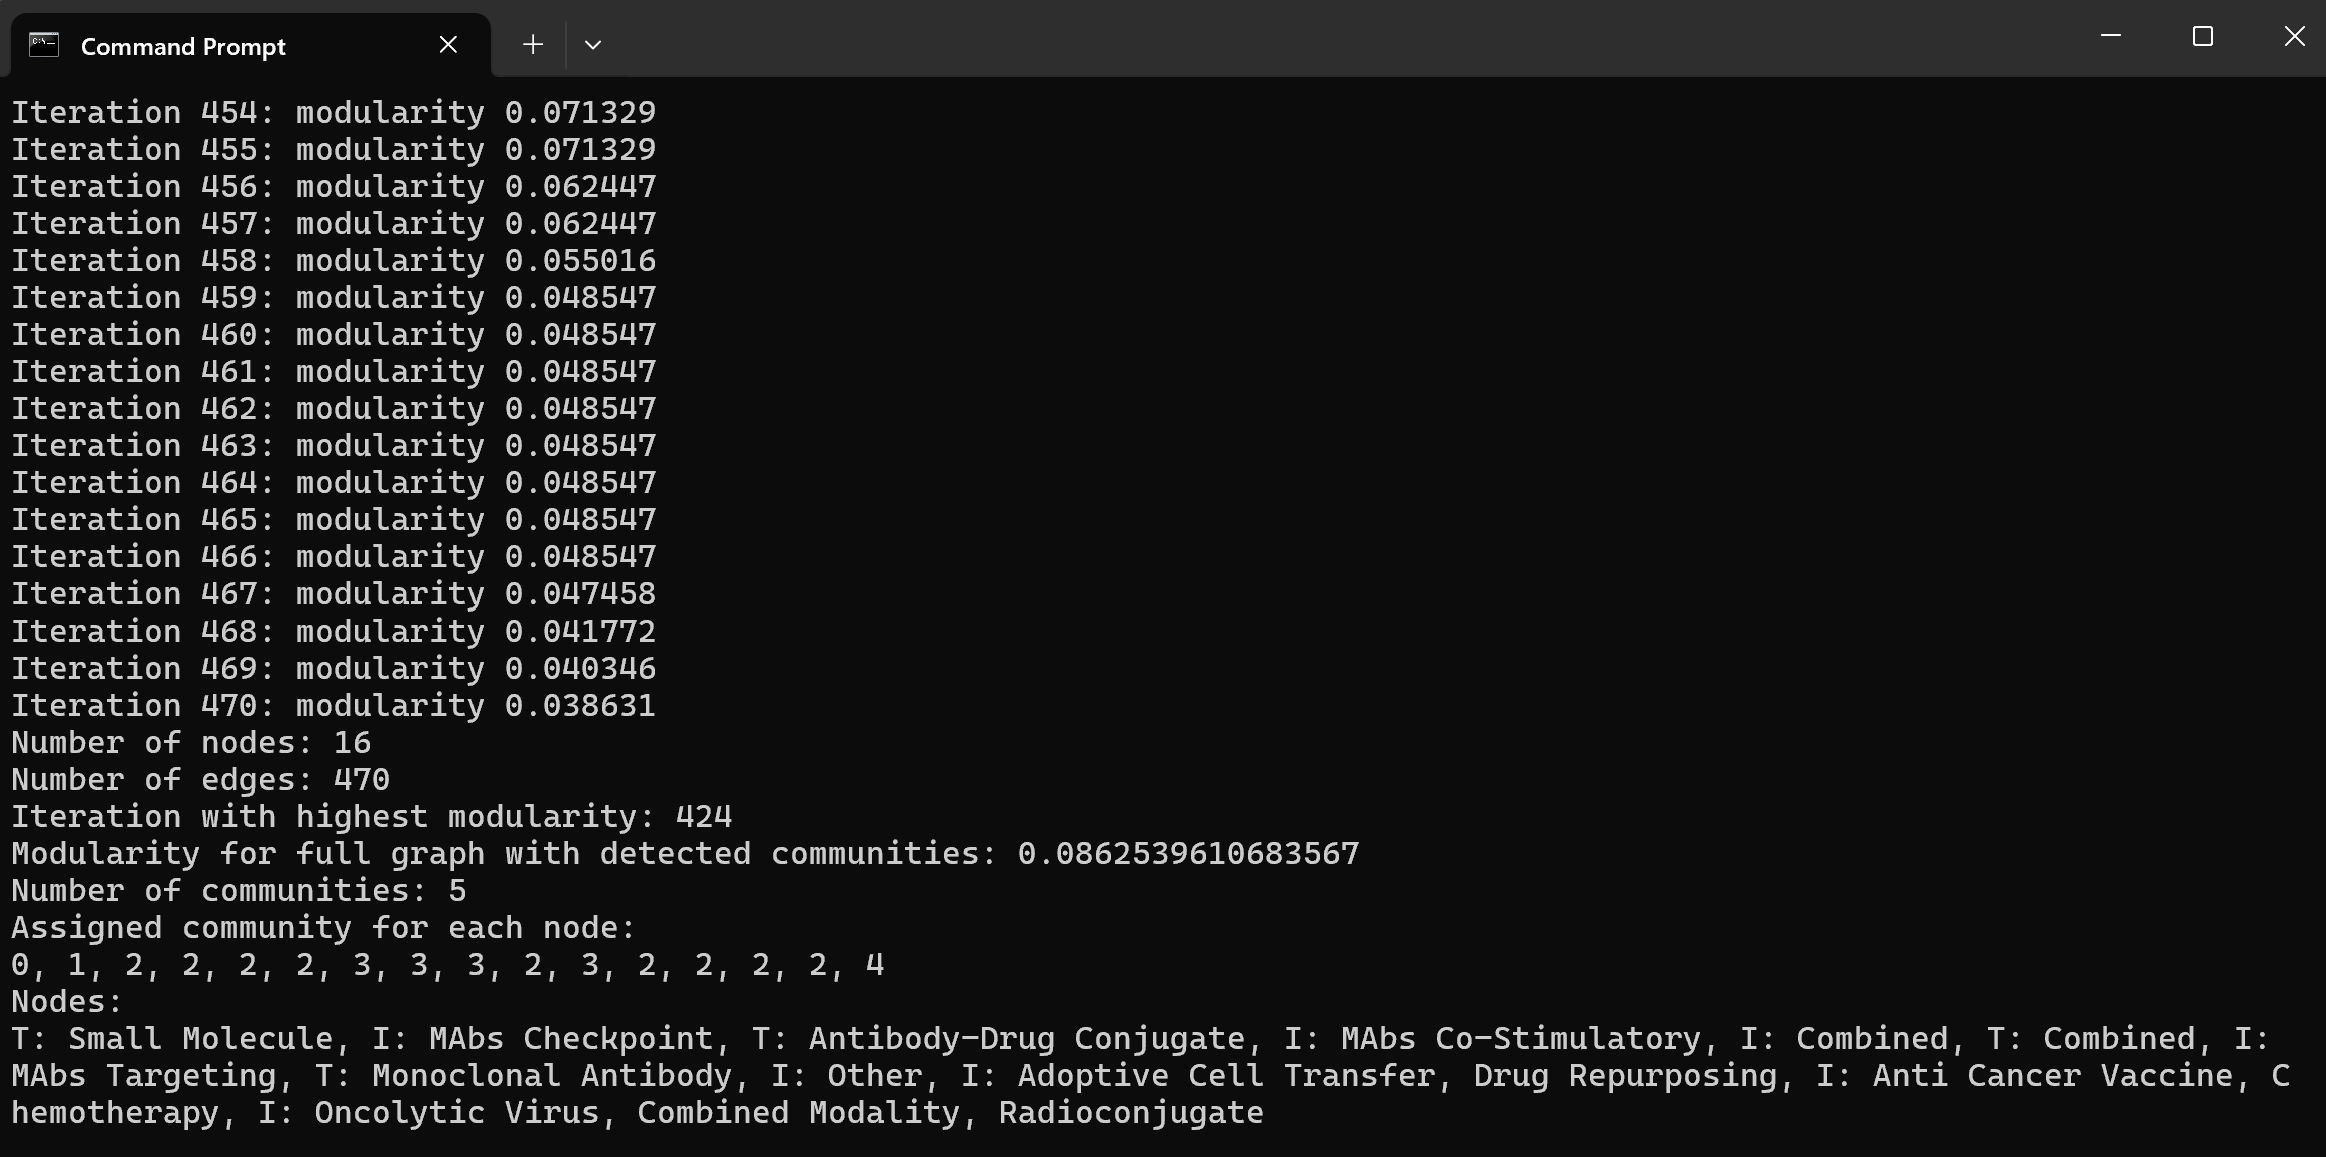 Command Prompt
Iteration 454: modularity 0.071329
Iteration 455: modularity 0.071329
Iteration 456: modularity 0.062447
Iteration 457: modularity 0.062447
Iteration 458: modularity 0.055016
Iteration 459: modularity 0.048547
Iteration 460: modularity 0.048547
Iteration 461: modularity 0.048547
Iteration 462: modularity 0.048547
Iteration 463: modularity 0.048547
Iteration 464: modularity 0.048547
Iteration 465: modularity 0.048547
Iteration 466: modularity 0.048547
Iteration 467: modularity 0.047458
Iteration 468: modularity 0.041772
Iteration 469: modularity 0.040346
Iteration 470: modularity 0.038631
Number of nodes: 16
Number of edges: 470
Iteration with highest modularity: 424
Modularity for full graph with detected communities: 0.0862539610683567
Number of communities: 5
Assigned community for each node:
0, 1, 2, 2, 2, 2, 3, 3, 3, 2, 3, 2, 2, 2, 2, 4
Nodes:
T: Small Molecule, I: MAbs Checkpoint, T: Antibody-Drug Conjugate, I: MAbs Co-Stimulatory, I: Combined, T: Combined, I:
MAbs Targeting, T: Monoclonal Antibody, I: Other, I: Adoptive Cell Transfer, Drug Repurposing, I: Anti Cancer Vaccine, C
hemotherapy, I: Oncolytic Virus, Combined Modality, Radioconjugate